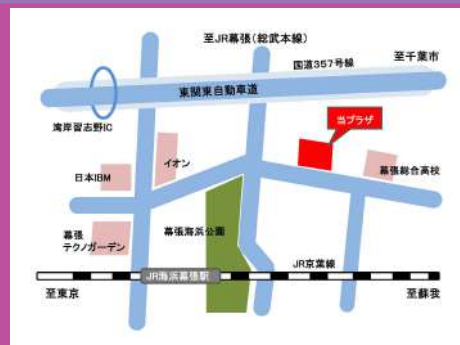 至JR幕張(総武本線)
国道357号線
至千葉市
東関東自動車道
湾岸習志野IC
当プラザ
イオン
日本IBM
幕張総合高校
幕張
テクノガーデン
幕張海浜公園
JR京葉線
JR海浜幕張駅
至東京
至蘇我